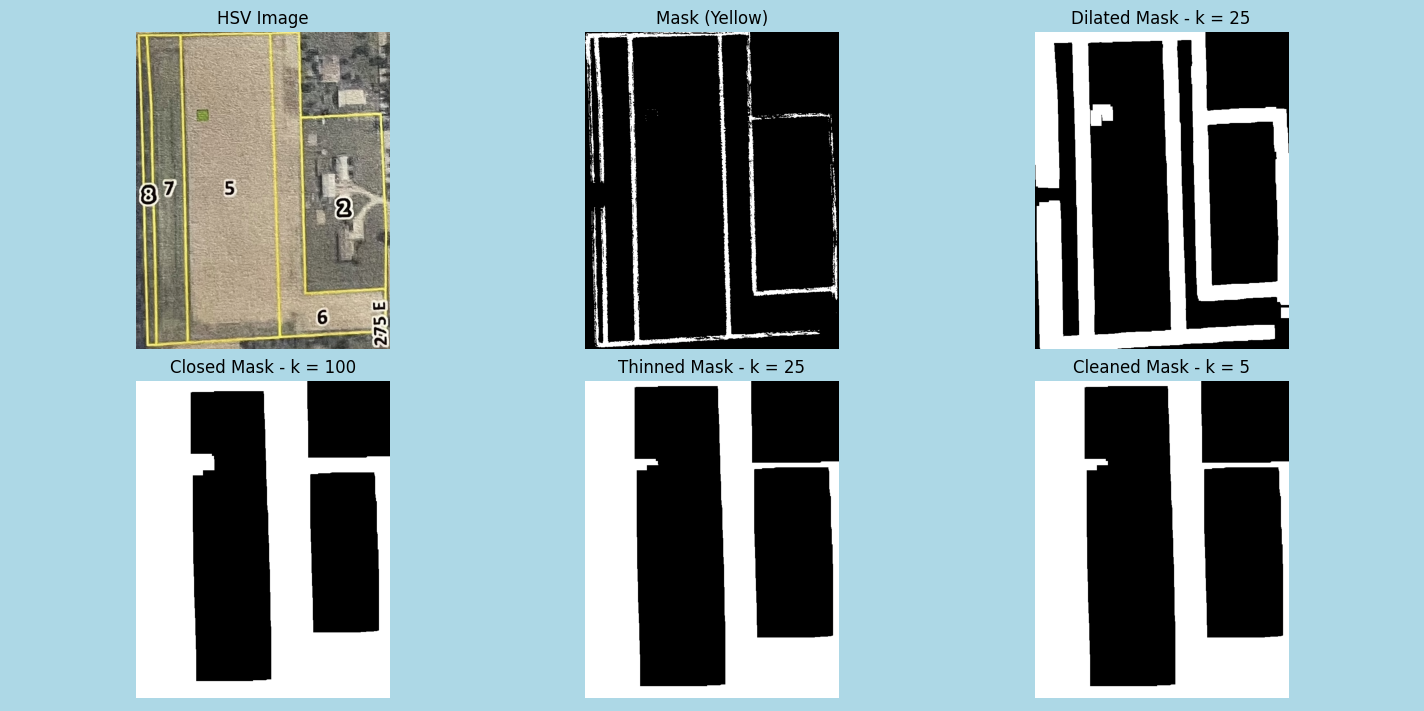 HSV Image
Mask (Yellow)
Dilated Mask - k = 25
8
7
5
2
6
275 E
Closed Mask - k = 100
Thinned Mask - k = 25
Cleaned Mask - k = 5